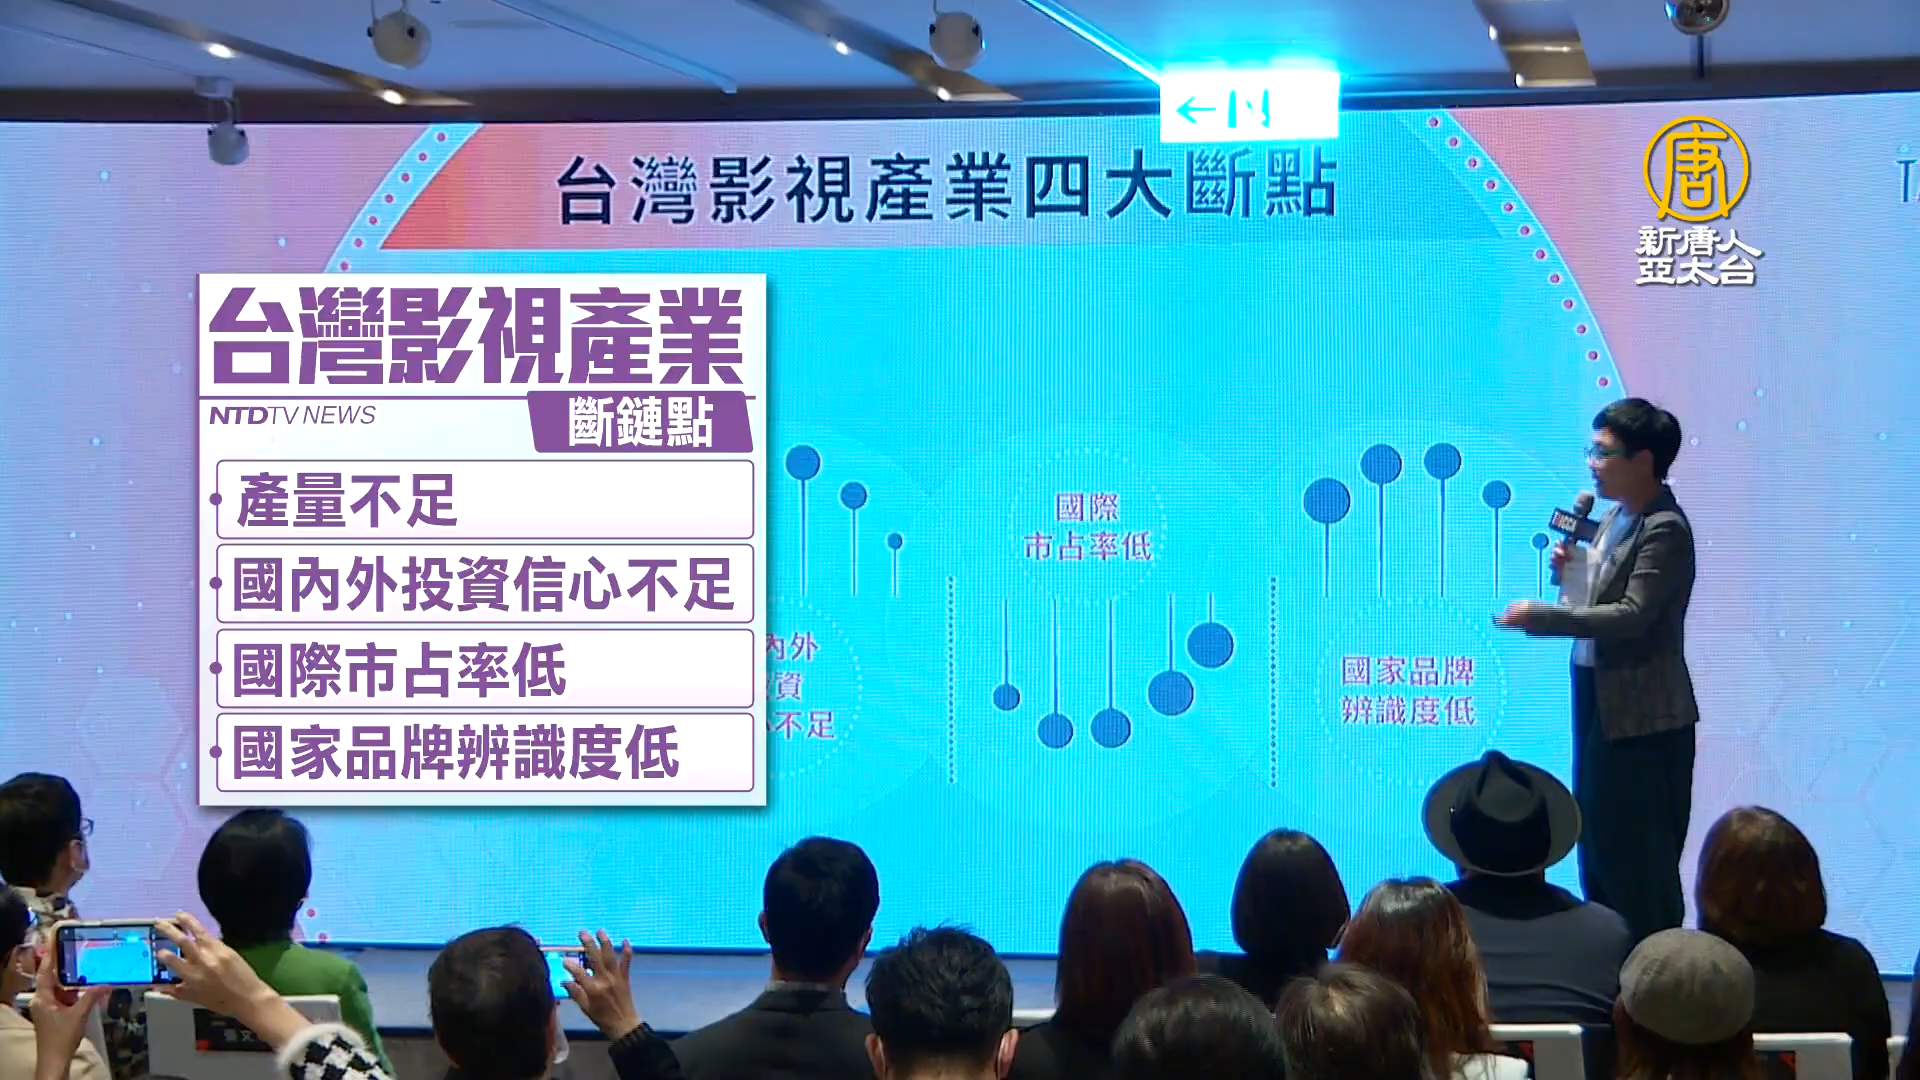 台灣影視產業四大斷點
唐
新唐人
亞太台
台灣影視產業
NTDTV NEWS
斷鏈點
產量不足
國內外投資信心不足
國際市占率低
國家品牌辨識度低
國際
市占率低
內外
資
不足
國家品牌
辨識度低
TAICCA